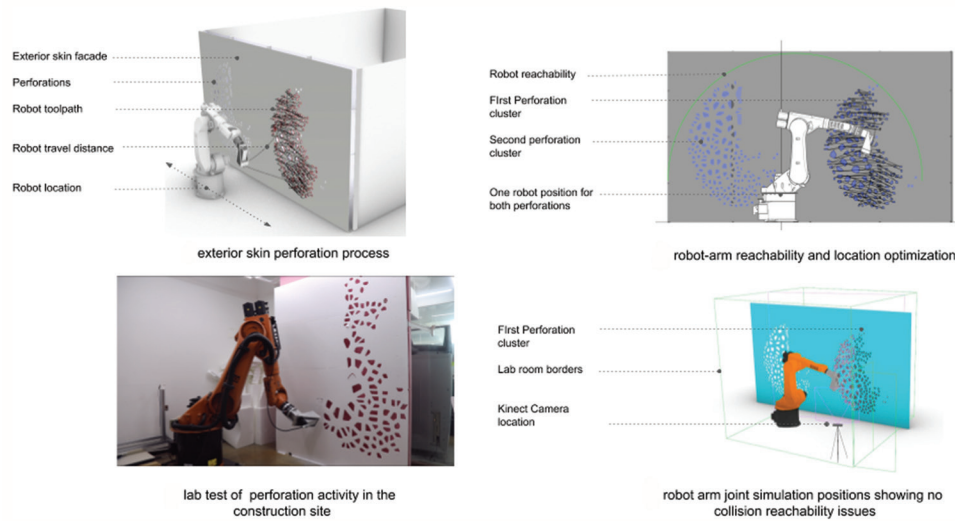 Exterior skin facade
Perforations
Robot toolpath
Robot travel distance
Robot location
exterior skin perforation process
Robot reachability
FIrst Perforation
cluster
Second perforation
cluster
One robot position for
both perforations
robot-arm reachability and location optimization
lab test of perforation activity in the
construction site
FIrst Perforation
cluster
Lab room borders
Kinect Camera
location
robot arm joint simulation positions showing no
collision reachability issues